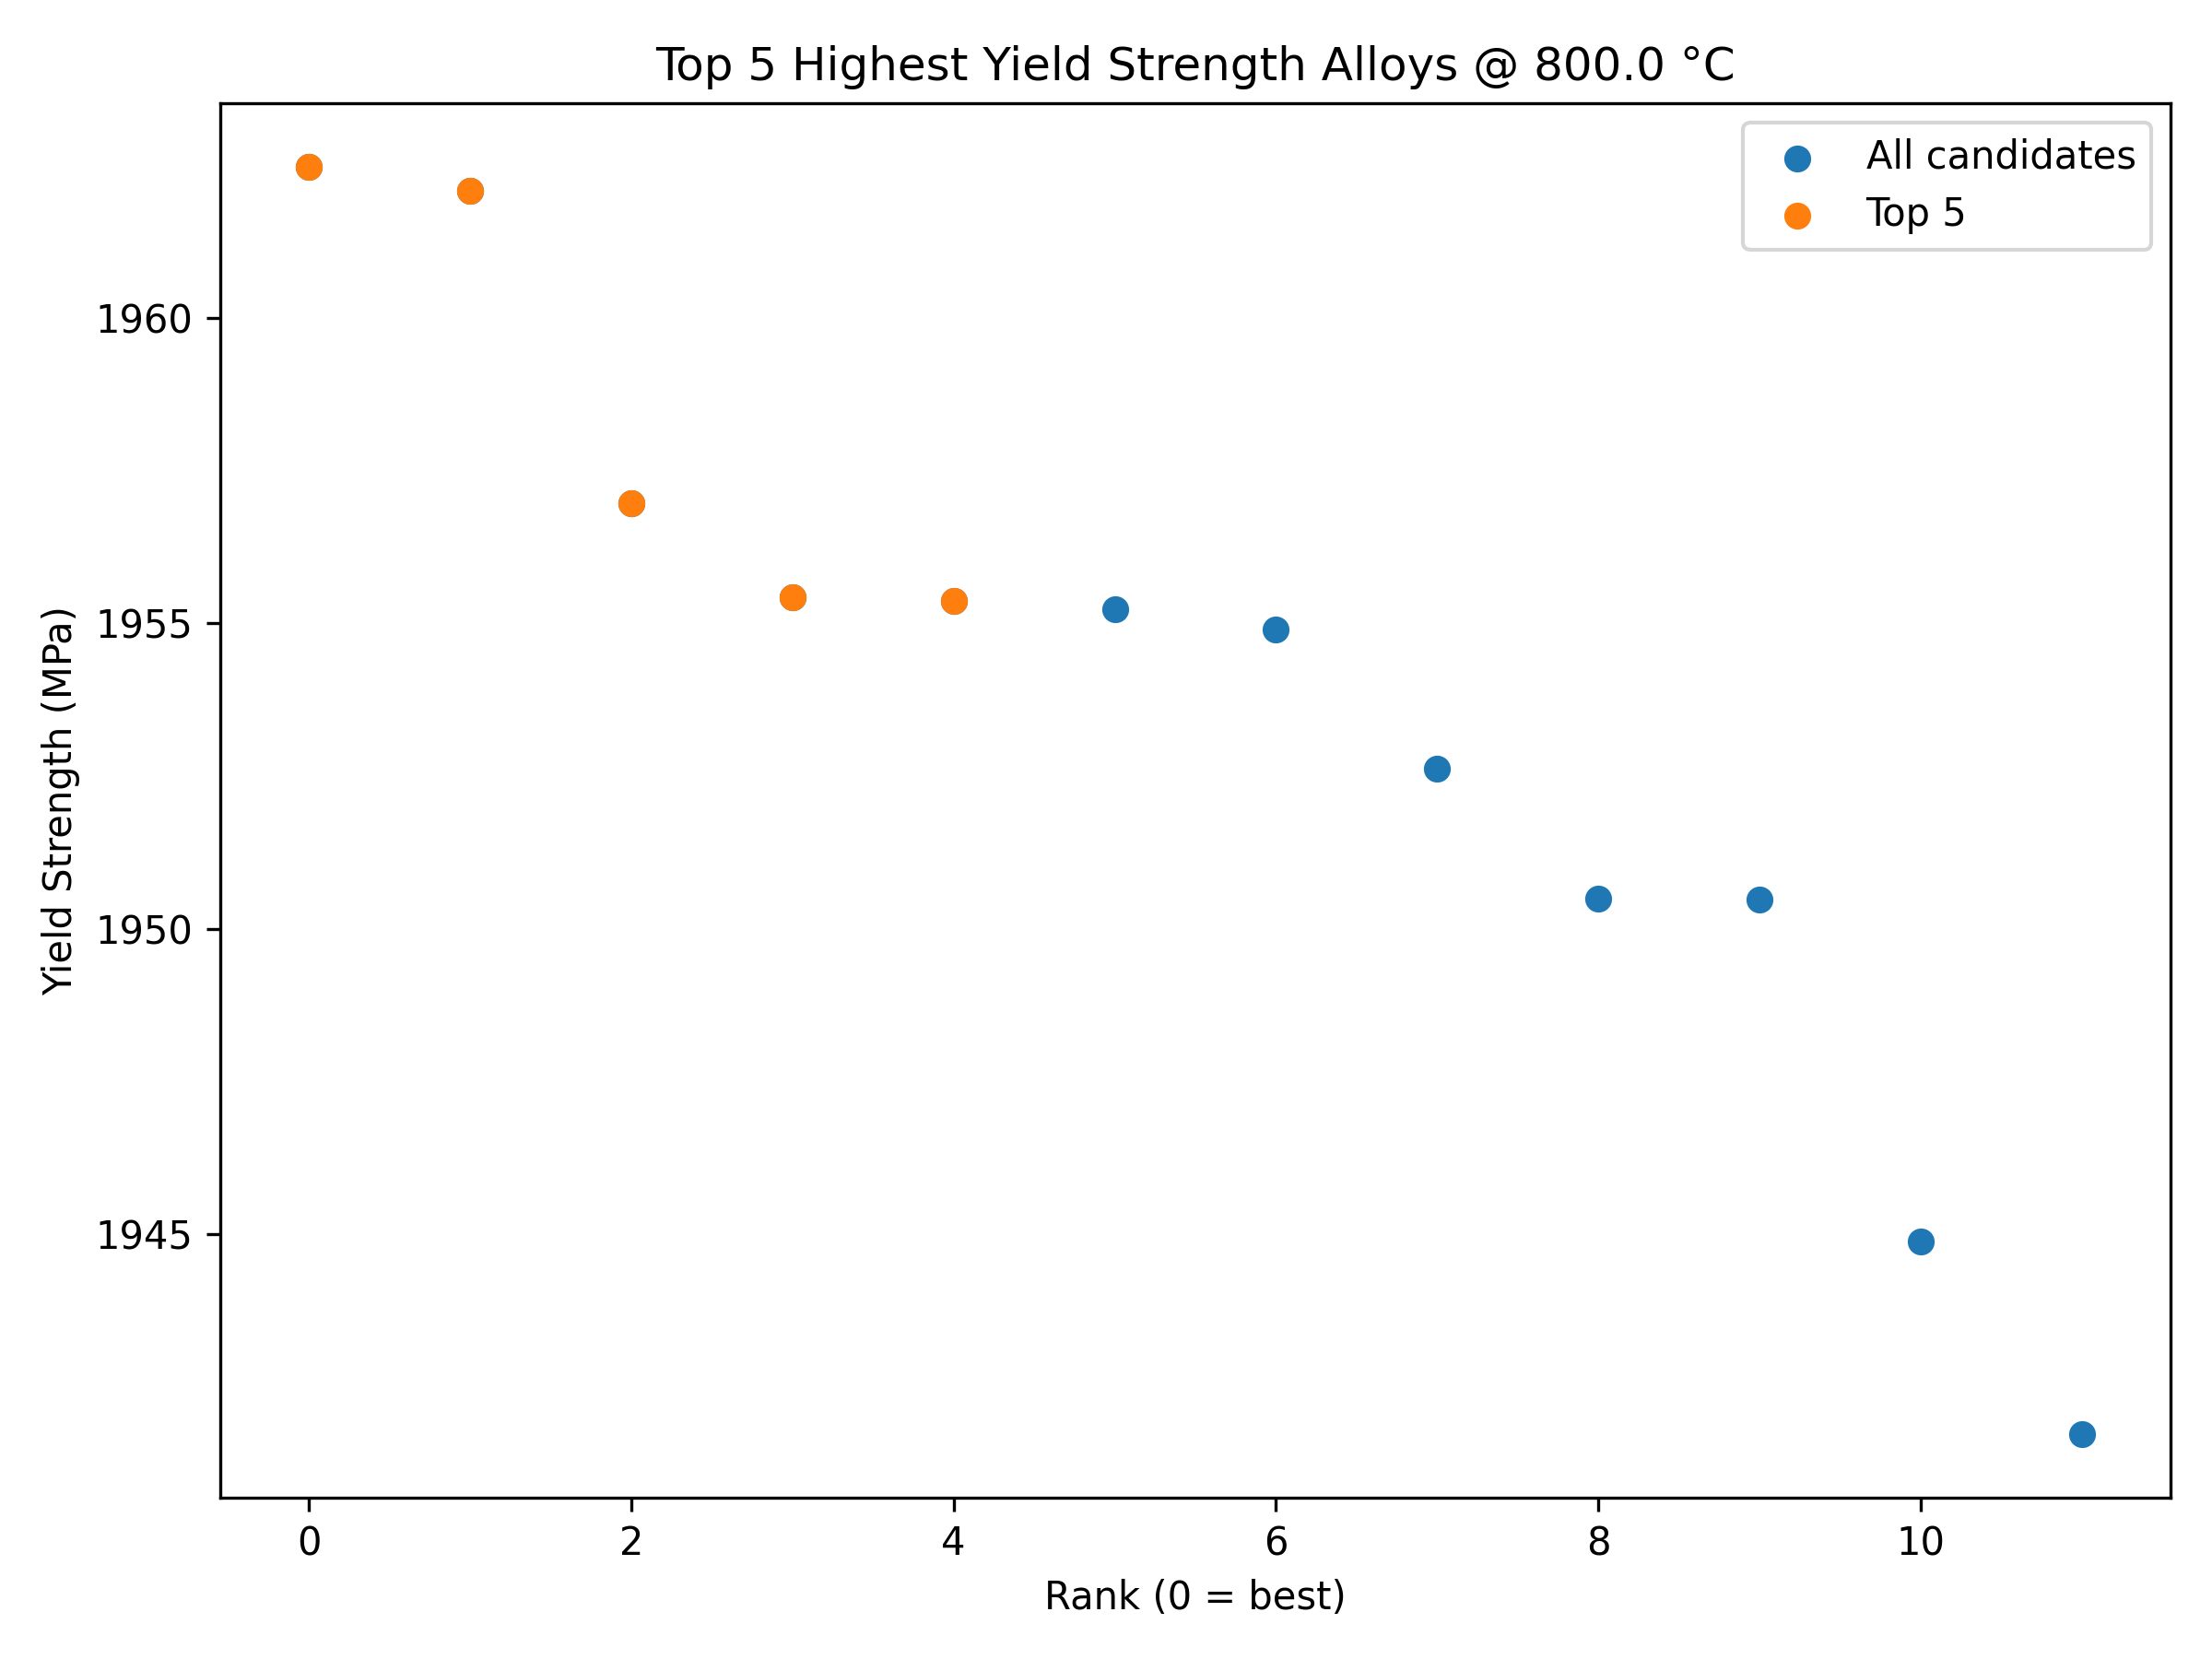 Top 5 Highest Yield Strength Alloys @ 800.0 °C
All candidates
Top 5
Yield Strength (MPa)
1960
1955
1950
1945
0 2 4 6 8 10
Rank (0 = best)